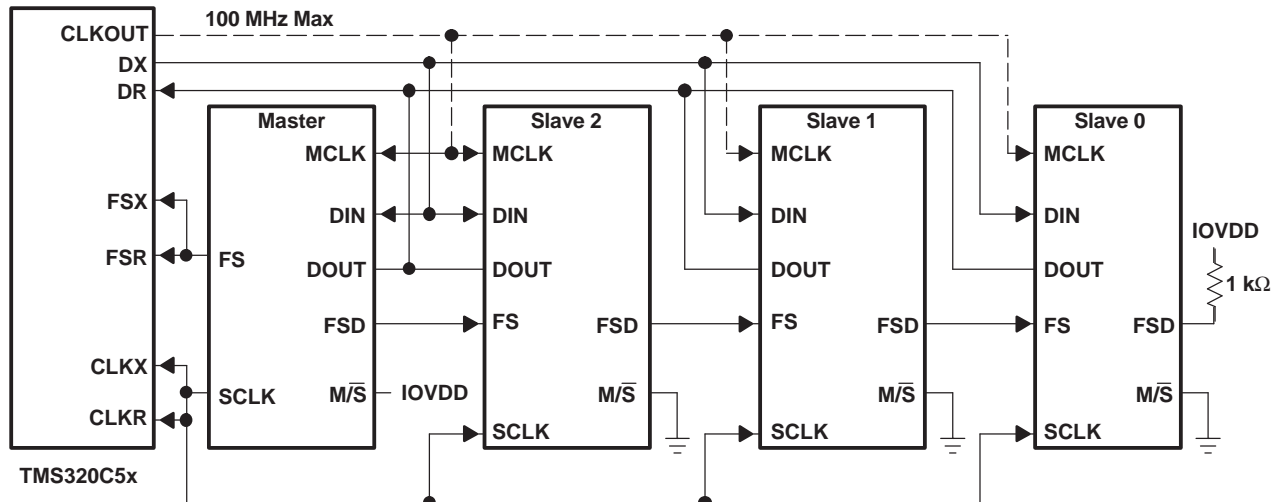 100 MHz Max
CLKOUT
DX
DR
FSX
FSR
CLKX
CLKR
TMS320C5x
Master
MCLK
DIN
DOUT
FS
FSD
SCLK
M/S̅
IOVDD
Slave 2
MCLK
DIN
DOUT
FS
FSD
M/S̅
SCLK
Slave 1
MCLK
DIN
DOUT
FS
FSD
M/S̅
SCLK
Slave 0
MCLK
DIN
DOUT
FS
FSD
M/S̅
SCLK
IOVDD
1 kΩ